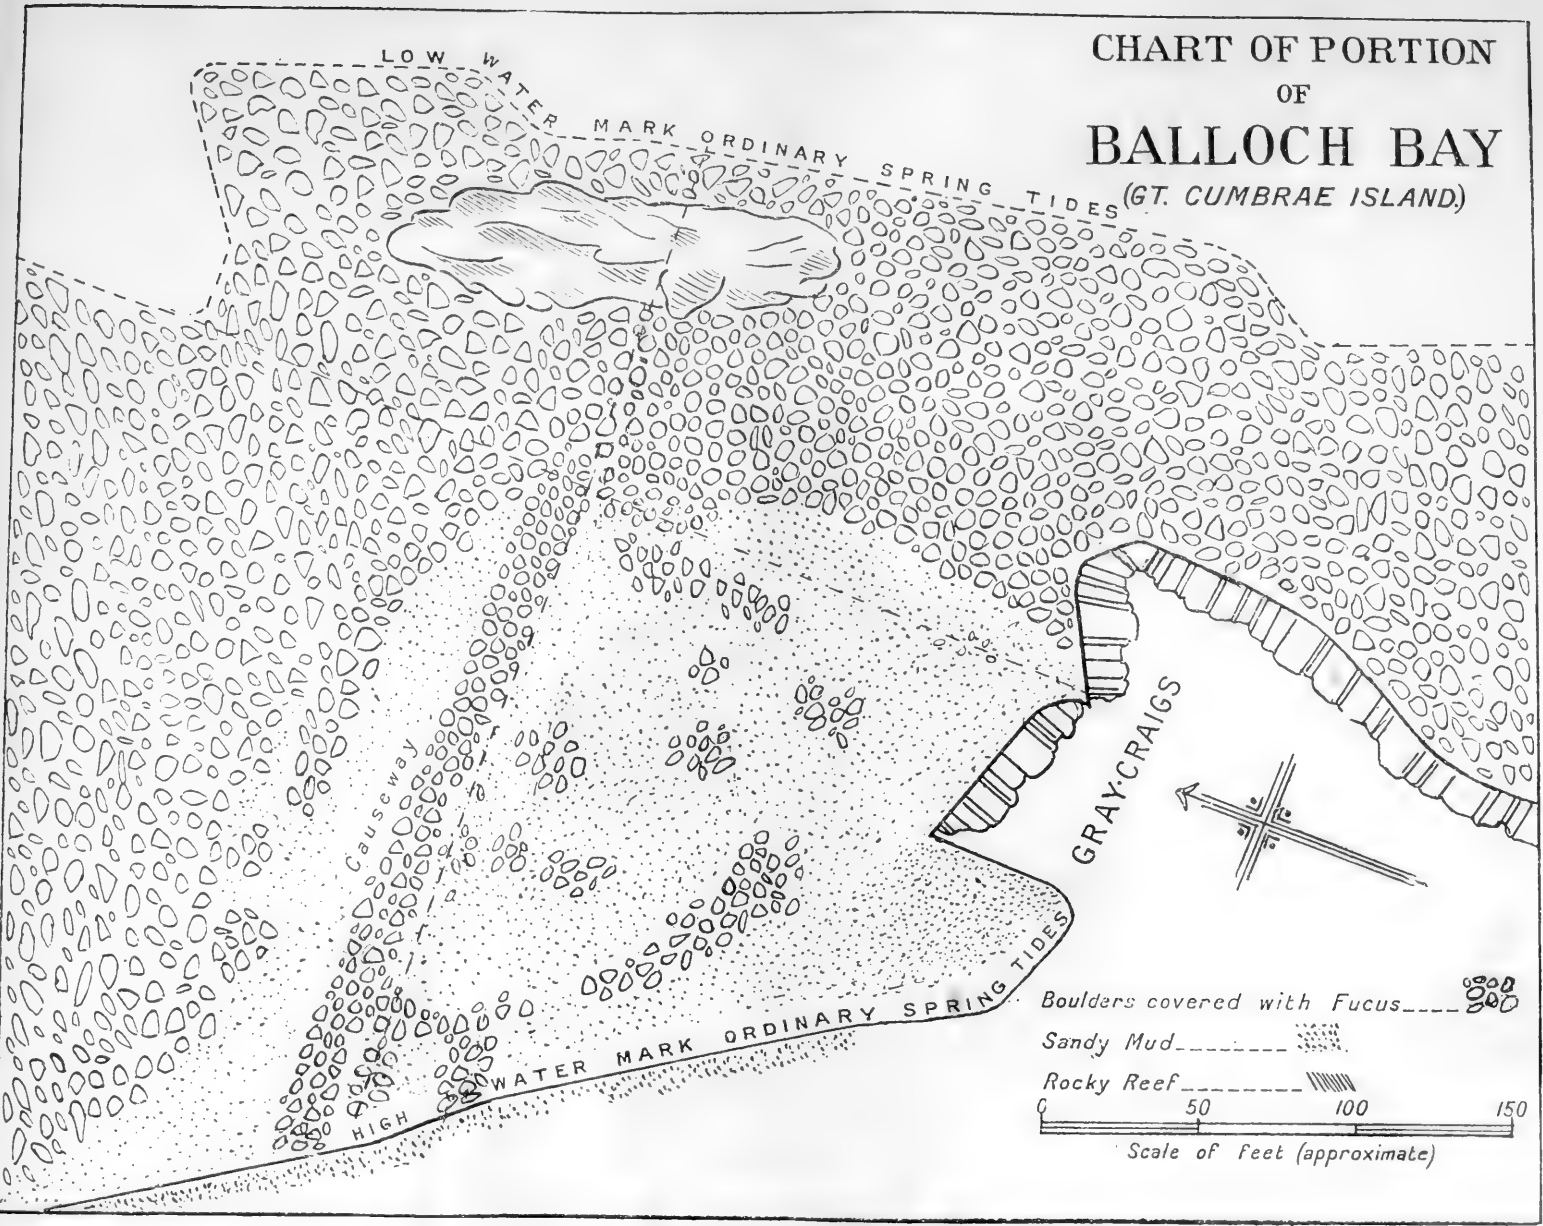 CHART OF PORTION
OF
BALLOCH BAY
(GT. CUMBRAE ISLAND.)
LOW WATER MARK ORDINARY SPRING TIDES
Causeway
GRAY·CRAIGS
HIGH WATER MARK ORDINARY SPRING TIDES
Boulders covered with Fucus
Sandy Mud
Rocky Reef
0 50 100 150
Scale of feet (approximate)